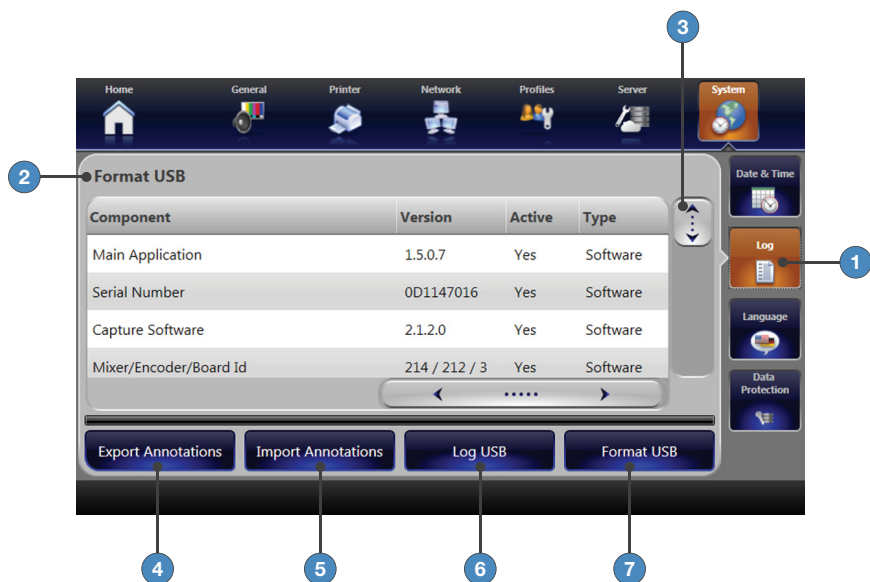 3
Home General Printer Network Profiles Server System
2
Format USB
Date & Time
Component Version Active Type
Main Application 1.5.0.7 Yes Software
Log
1
Serial Number 0D1147016 Yes Software
Capture Software 2.1.2.0 Yes Software
Language
Mixer/Encoder/Board Id 214 / 212 / 3 Yes Software
Data
Protection
Export Annotations Import Annotations Log USB Format USB
4 5 6 7